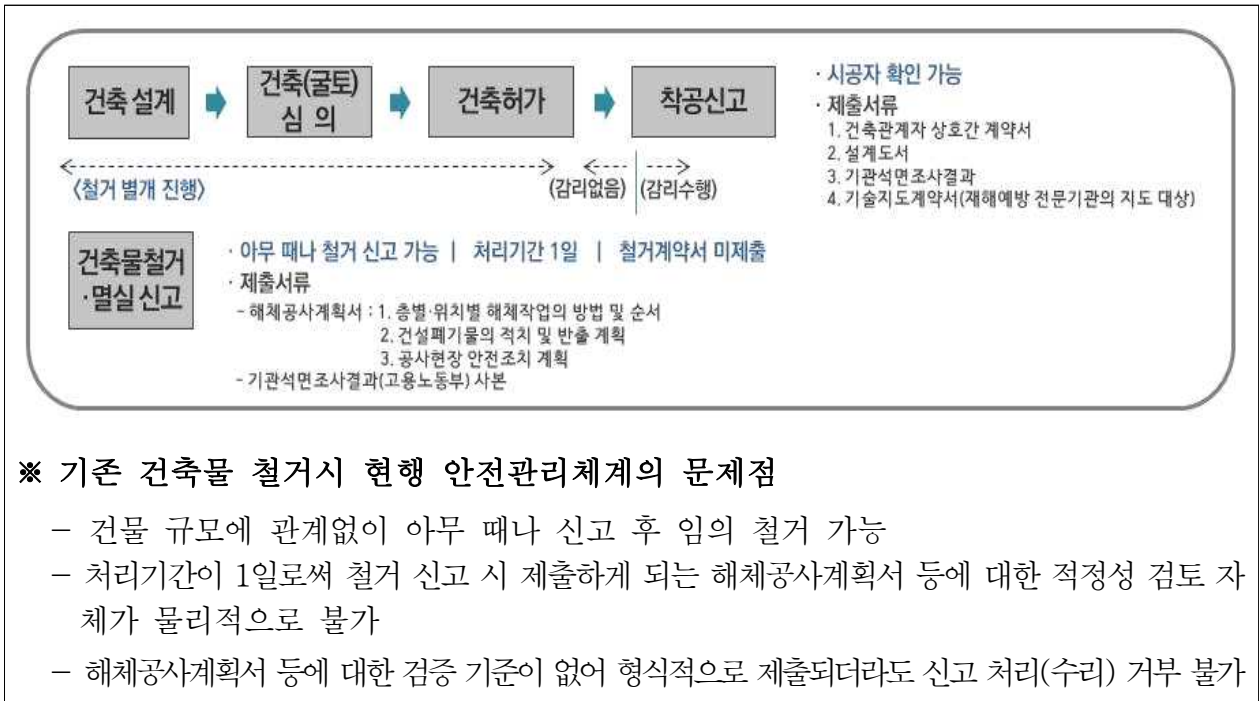 건축 설계
건축(굴토)
심 의
건축허가
착공신고
· 시공자 확인 가능
· 제출서류
1. 건축관계자 상호간 계약서
2. 설계도서
3. 기관석면조사결과
4. 기술지도계약서(재해예방 전문기관의 지도 대상)
〈철거 별개 진행〉
(감리없음)
(감리수행)
건축물철거
·멸실 신고
· 아무 때나 철거 신고 가능 | 처리기간 1일 | 철거계약서 미제출
· 제출서류
- 해체공사계획서 : 1. 층별·위치별 해체작업의 방법 및 순서
2. 건설폐기물의 적치 및 반출 계획
3. 공사현장 안전조치 계획
- 기관석면조사결과(고용노동부) 사본
※ 기존 건축물 철거시 현행 안전관리체계의 문제점
− 건물 규모에 관계없이 아무 때나 신고 후 임의 철거 가능
− 처리기간이 1일로써 철거 신고 시 제출하게 되는 해체공사계획서 등에 대한 적정성 검토 자
체가 물리적으로 불가
− 해체공사계획서 등에 대한 검증 기준이 없어 형식적으로 제출되더라도 신고 처리(수리) 거부 불가